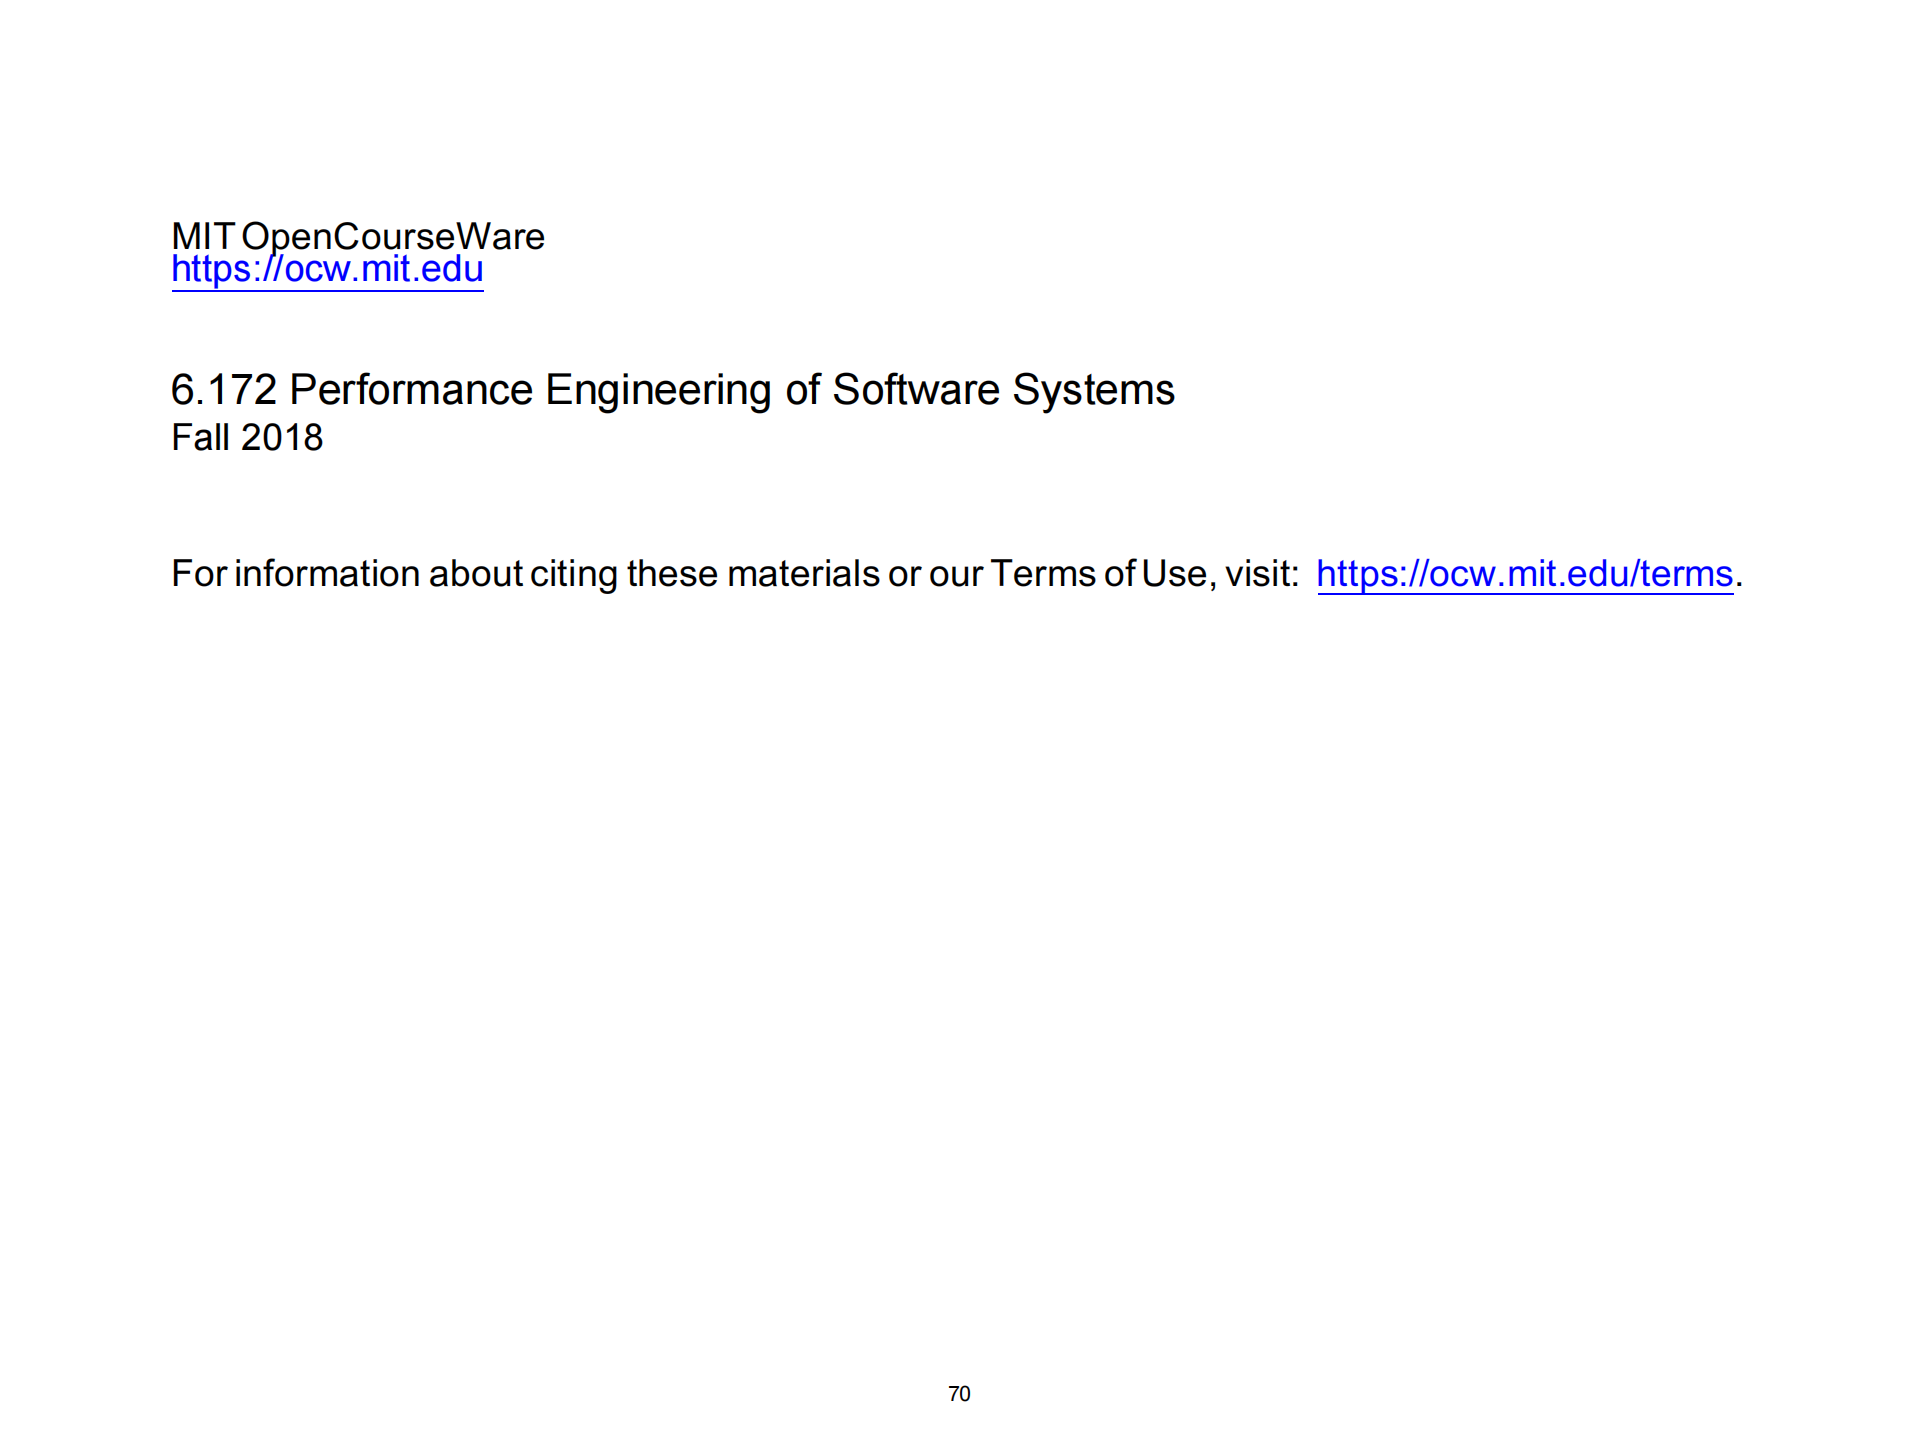 MIT OpenCourseWare
https://ocw.mit.edu
6.172 Performance Engineering of Software Systems
Fall 2018
For information about citing these materials or our Terms of Use, visit: https://ocw.mit.edu/terms.
70